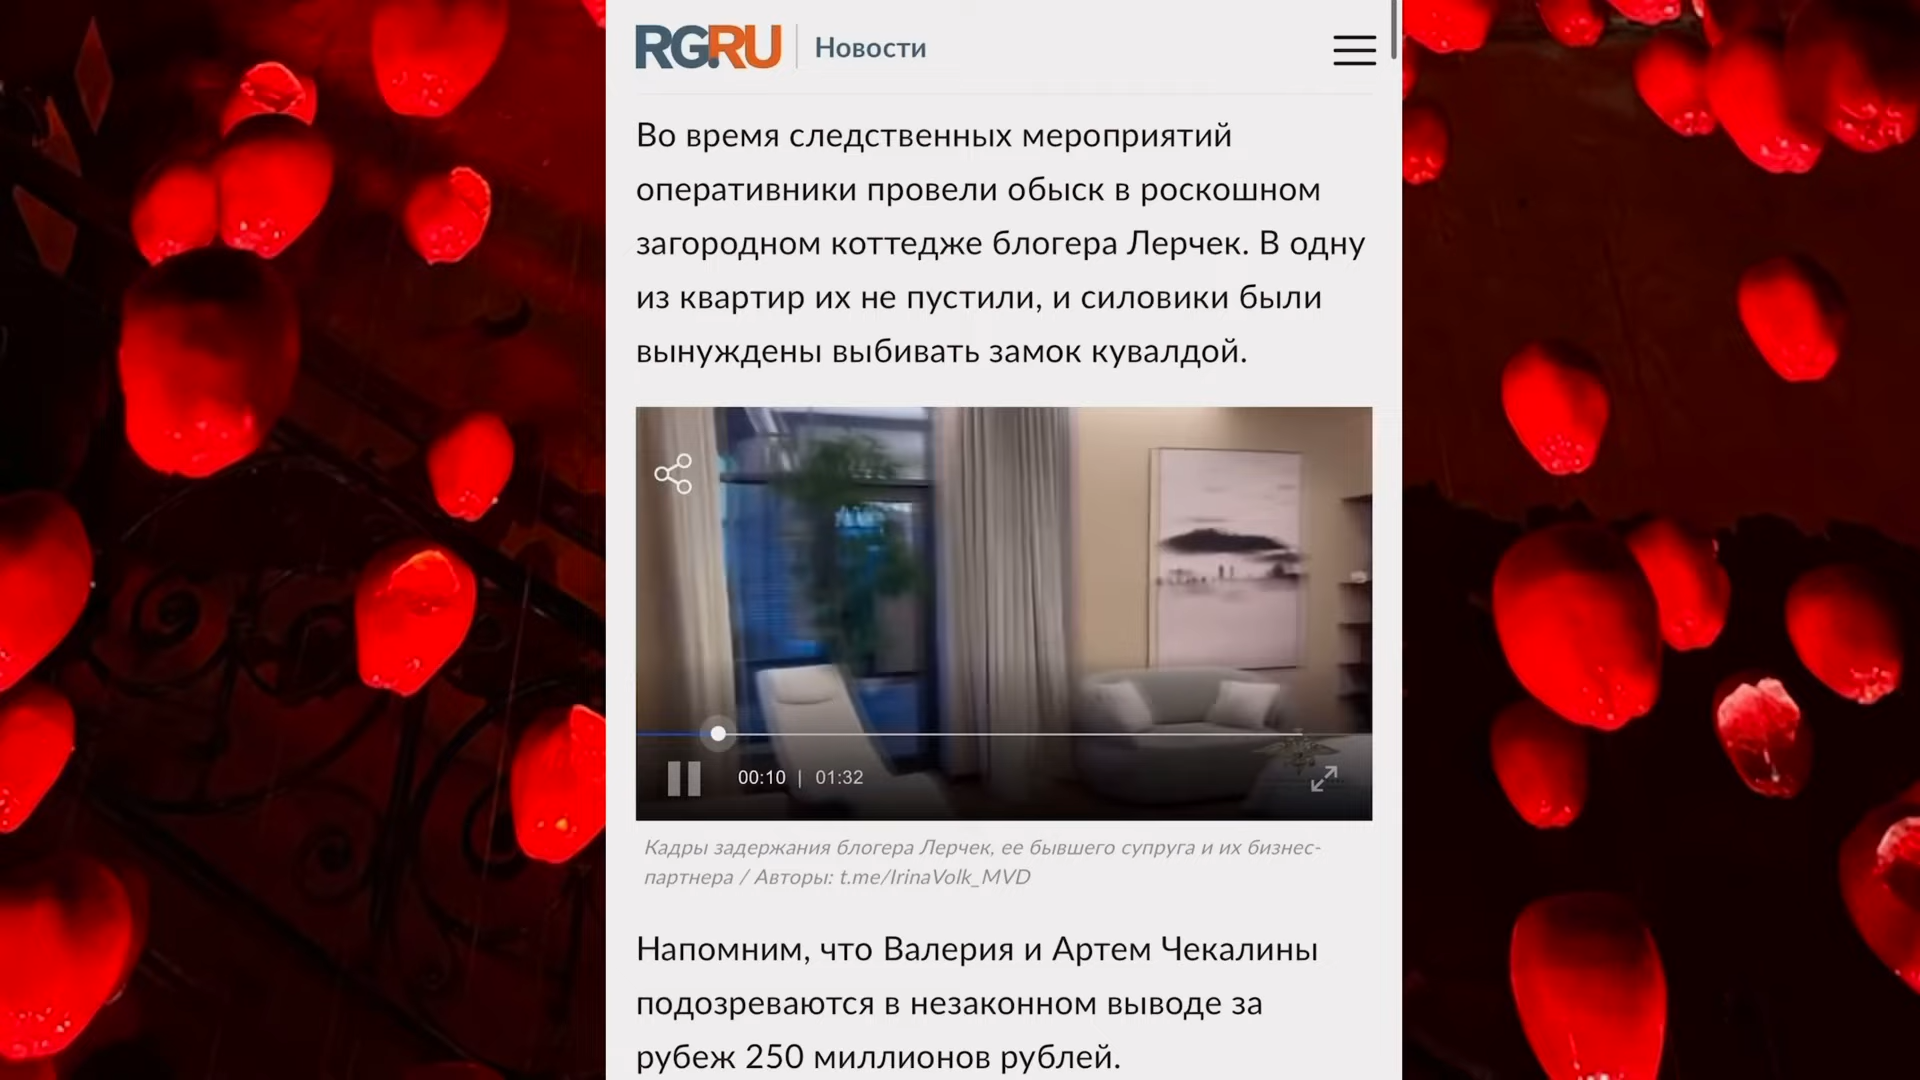 RG.RU | Новости
Во время следственных мероприятий
оперативники провели обыск в роскошном
загородном коттедже блогера Лерчек. В одну
из квартир их не пустили, и силовики были
вынуждены выбивать замок кувалдой.
00:10 | 01:32
Кадры задержания блогера Лерчек, ее бывшего супруга и их бизнес-
партнера / Авторы: t.me/IrinaVolk_MVD
Напомним, что Валерия и Артем Чекалины
подозреваются в незаконном выводе за
рубеж 250 миллионов рублей.